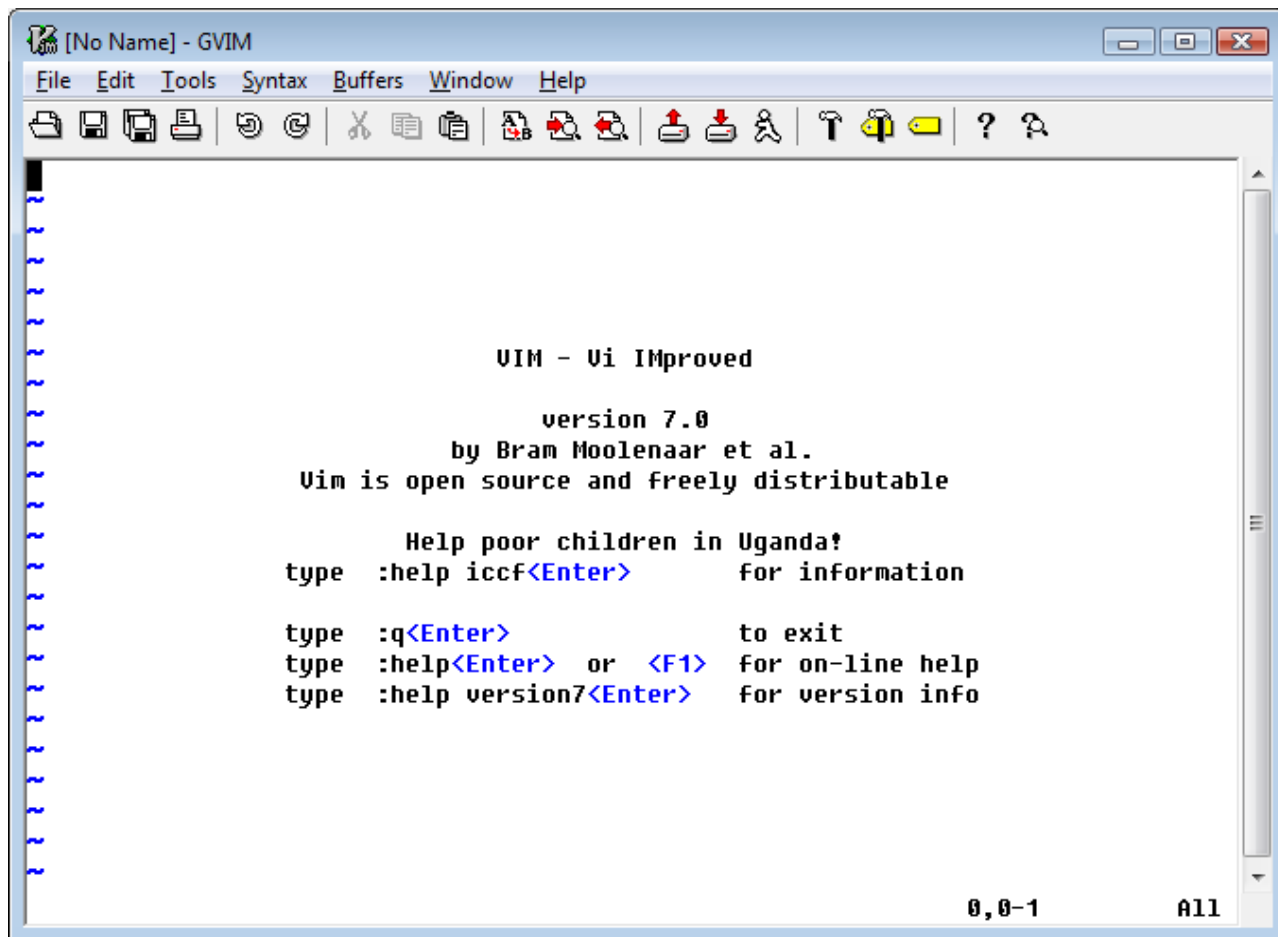 [No Name] - GVIM
File Edit Tools Syntax Buffers Window Help
~
~
~
~
~
~ VIM - Vi IMproved
~
~ version 7.0
~ by Bram Moolenaar et al.
~ Vim is open source and freely distributable
~
~ Help poor children in Uganda!
~ type :help iccf<Enter> for information
~
~ type :q<Enter> to exit
~ type :help<Enter> or <F1> for on-line help
~ type :help version7<Enter> for version info
~
~
~
~
~
~
0,0-1 All